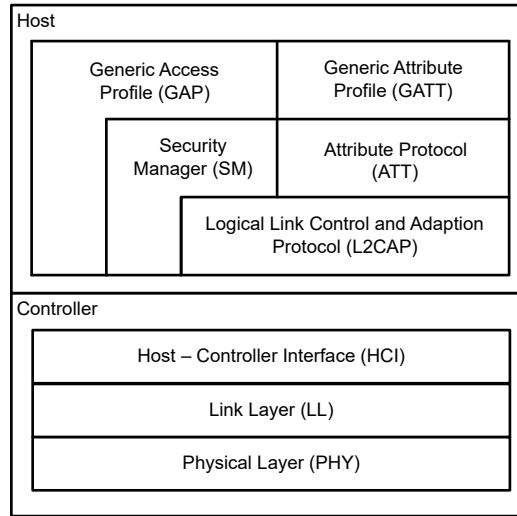 Host
Generic Access
Profile (GAP)
Generic Attribute
Profile (GATT)
Security
Manager (SM)
Attribute Protocol
(ATT)
Logical Link Control and Adaption
Protocol (L2CAP)
Controller
Host – Controller Interface (HCI)
Link Layer (LL)
Physical Layer (PHY)